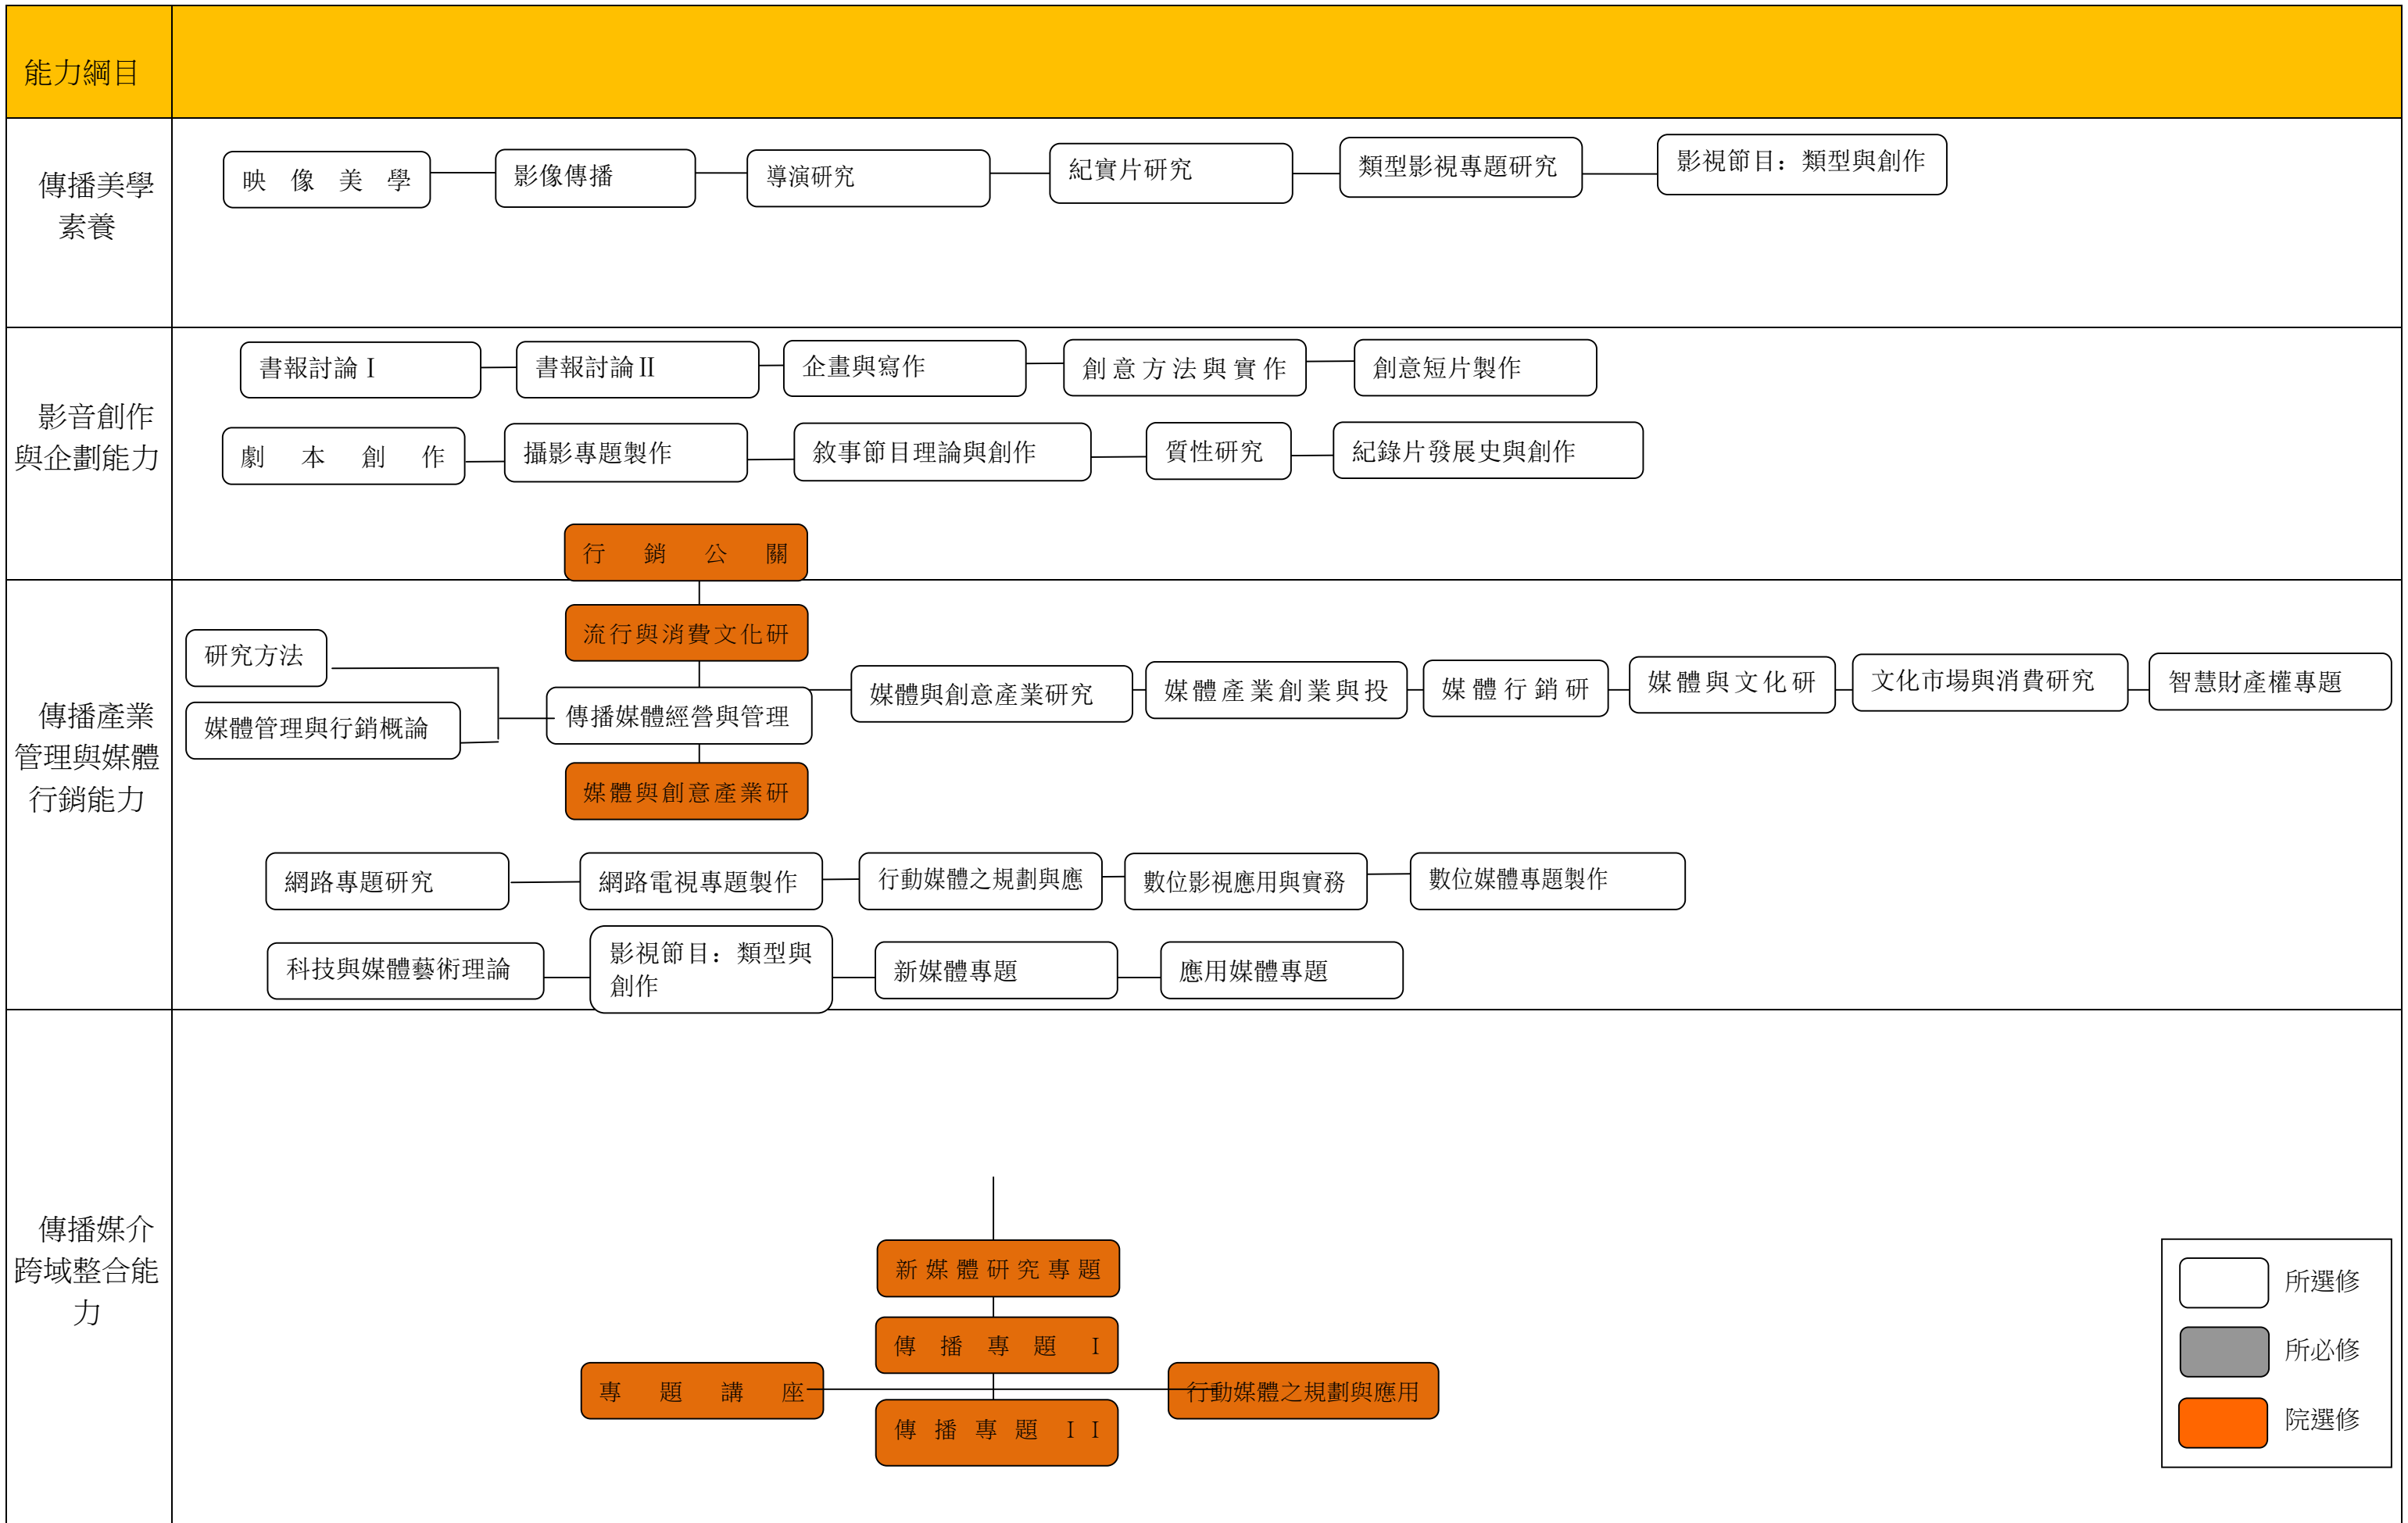 能力綱目
傳播美學
素養
映像美學
影像傳播
導演研究
紀實片研究
類型影視專題研究
影視節目：類型與創作
影音創作
與企劃能力
書報討論Ⅰ
書報討論Ⅱ
企畫與寫作
創意方法與實作
創意短片製作
劇本創作
攝影專題製作
敘事節目理論與創作
質性研究
紀錄片發展史與創作
行銷公關
傳播產業
管理與媒體
行銷能力
流行與消費文化研
研究方法
媒體管理與行銷概論
傳播媒體經營與管理
媒體與創意產業研究
媒體產業創業與投
媒體行銷研
媒體與文化研
文化市場與消費研究
智慧財產權專題
媒體與創意產業研
網路專題研究
網路電視專題製作
行動媒體之規劃與應
數位影視應用與實務
數位媒體專題製作
科技與媒體藝術理論
影視節目：類型與
創作
新媒體專題
應用媒體專題
傳播媒介
跨域整合能
力
新媒體研究專題
傳播專題I
專題講座
行動媒體之規劃與應用
傳播專題II
所選修
所必修
院選修